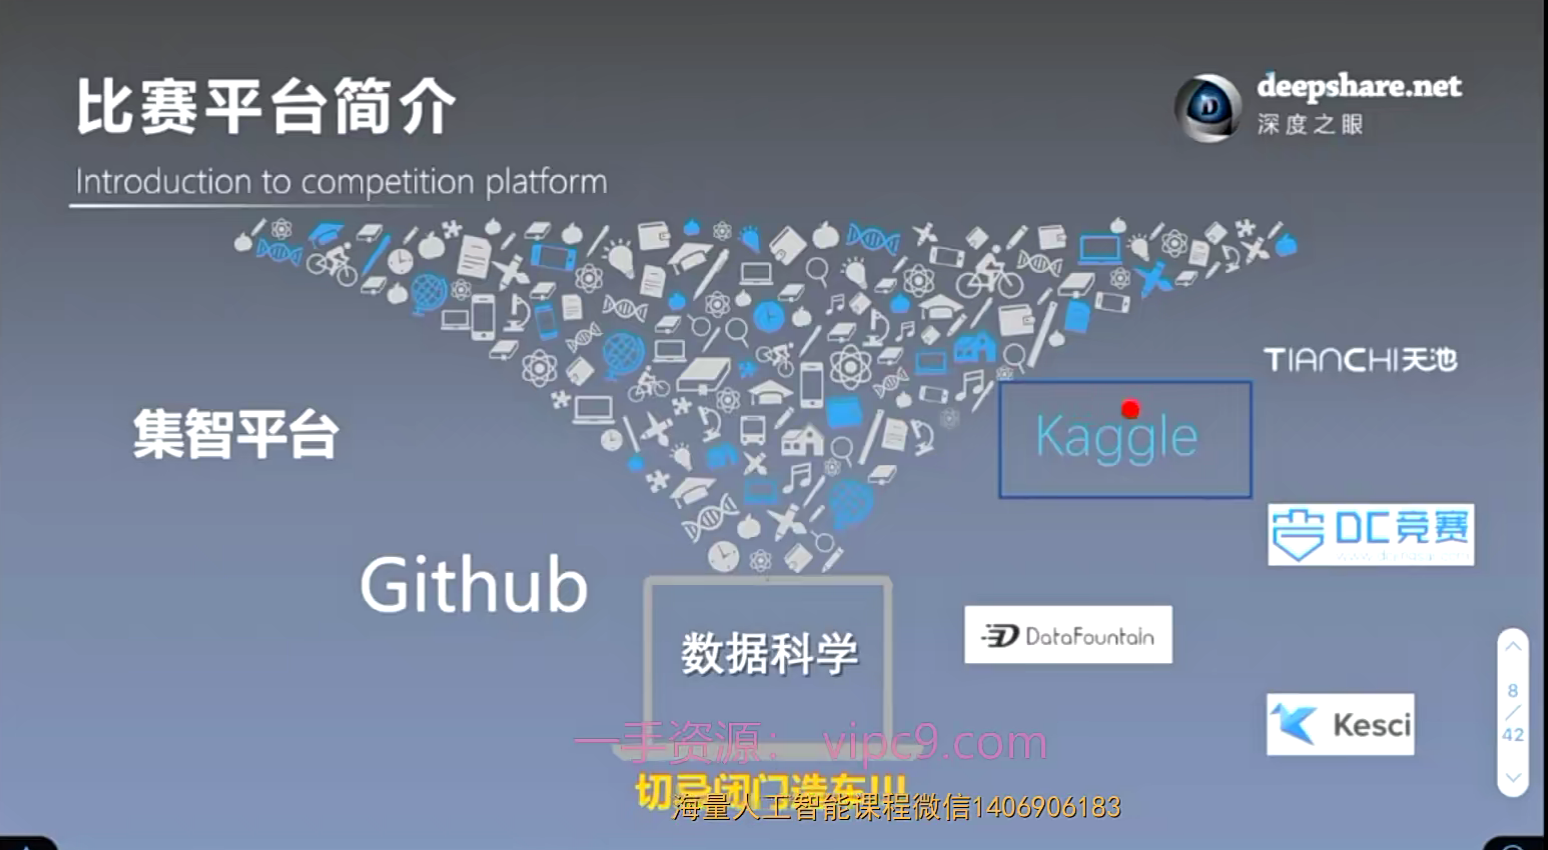 比赛平台简介
Introduction to competition platform
deepshare.net
深度之眼
TIANCHI天池
集智平台
Kaggle
DC竞赛
Github
数据科学
DataFountain
Kesci
8
42
一手资源: vipc9.com
切忌闭门造车!!!
海量人工智能课程微信1406906183